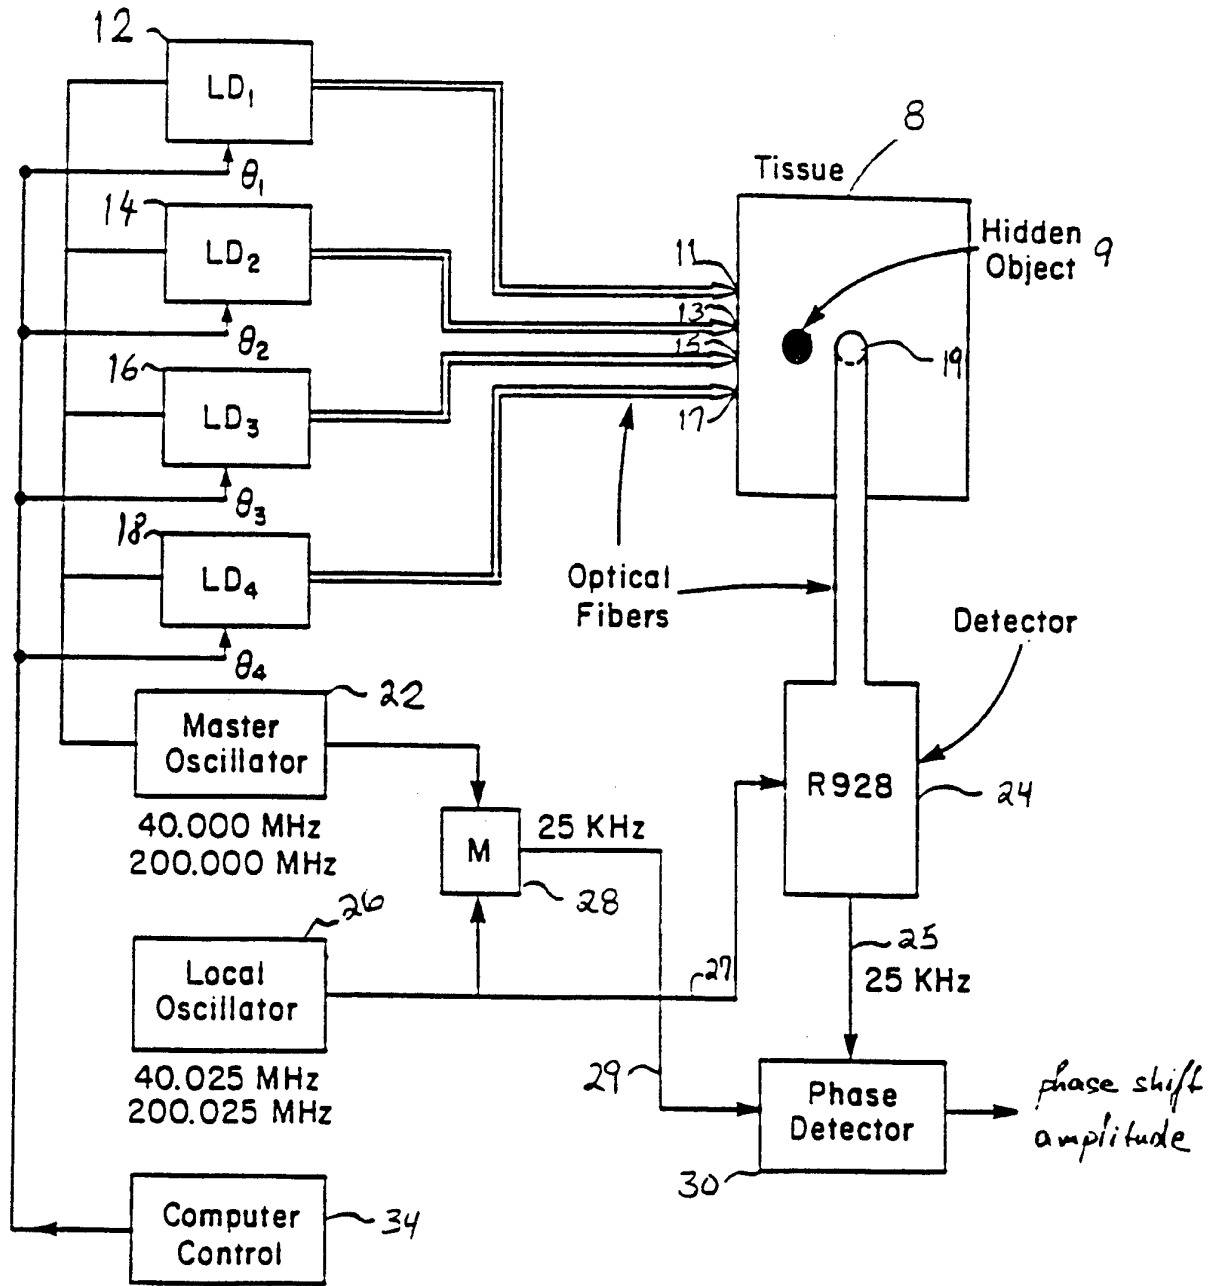 12
LD1
θ1
8
Tissue
14
LD2
θ2
11
13
15
17
Hidden
Object
9
19
16
LD3
θ3
18
LD4
θ4
Optical
Fibers
Detector
22
Master
Oscillator
40.000 MHz
200.000 MHz
M
25 KHz
28
R928
24
26
Local
Oscillator
40.025 MHz
200.025 MHz
27
25
25 KHz
29
Phase
Detector
30
phase shift
amplitude
Computer
Control
34